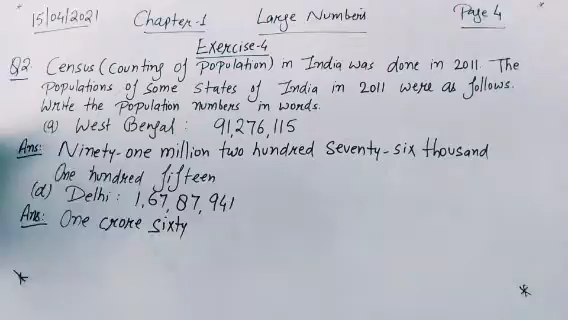 15/04/2021 Chapter-1 Large Numbers Page 4
Exercise-4
Q2. Census (counting of population) in India was done in 2011. The
populations of some states of India in 2011 were as follows.
Write the population numbers in words.
(a) West Bengal : 91,276,115
Ans: Ninety-one million two hundred seventy-six thousand
One hundred fifteen
(d) Delhi : 1,67,87,941
Ans: One crore sixty